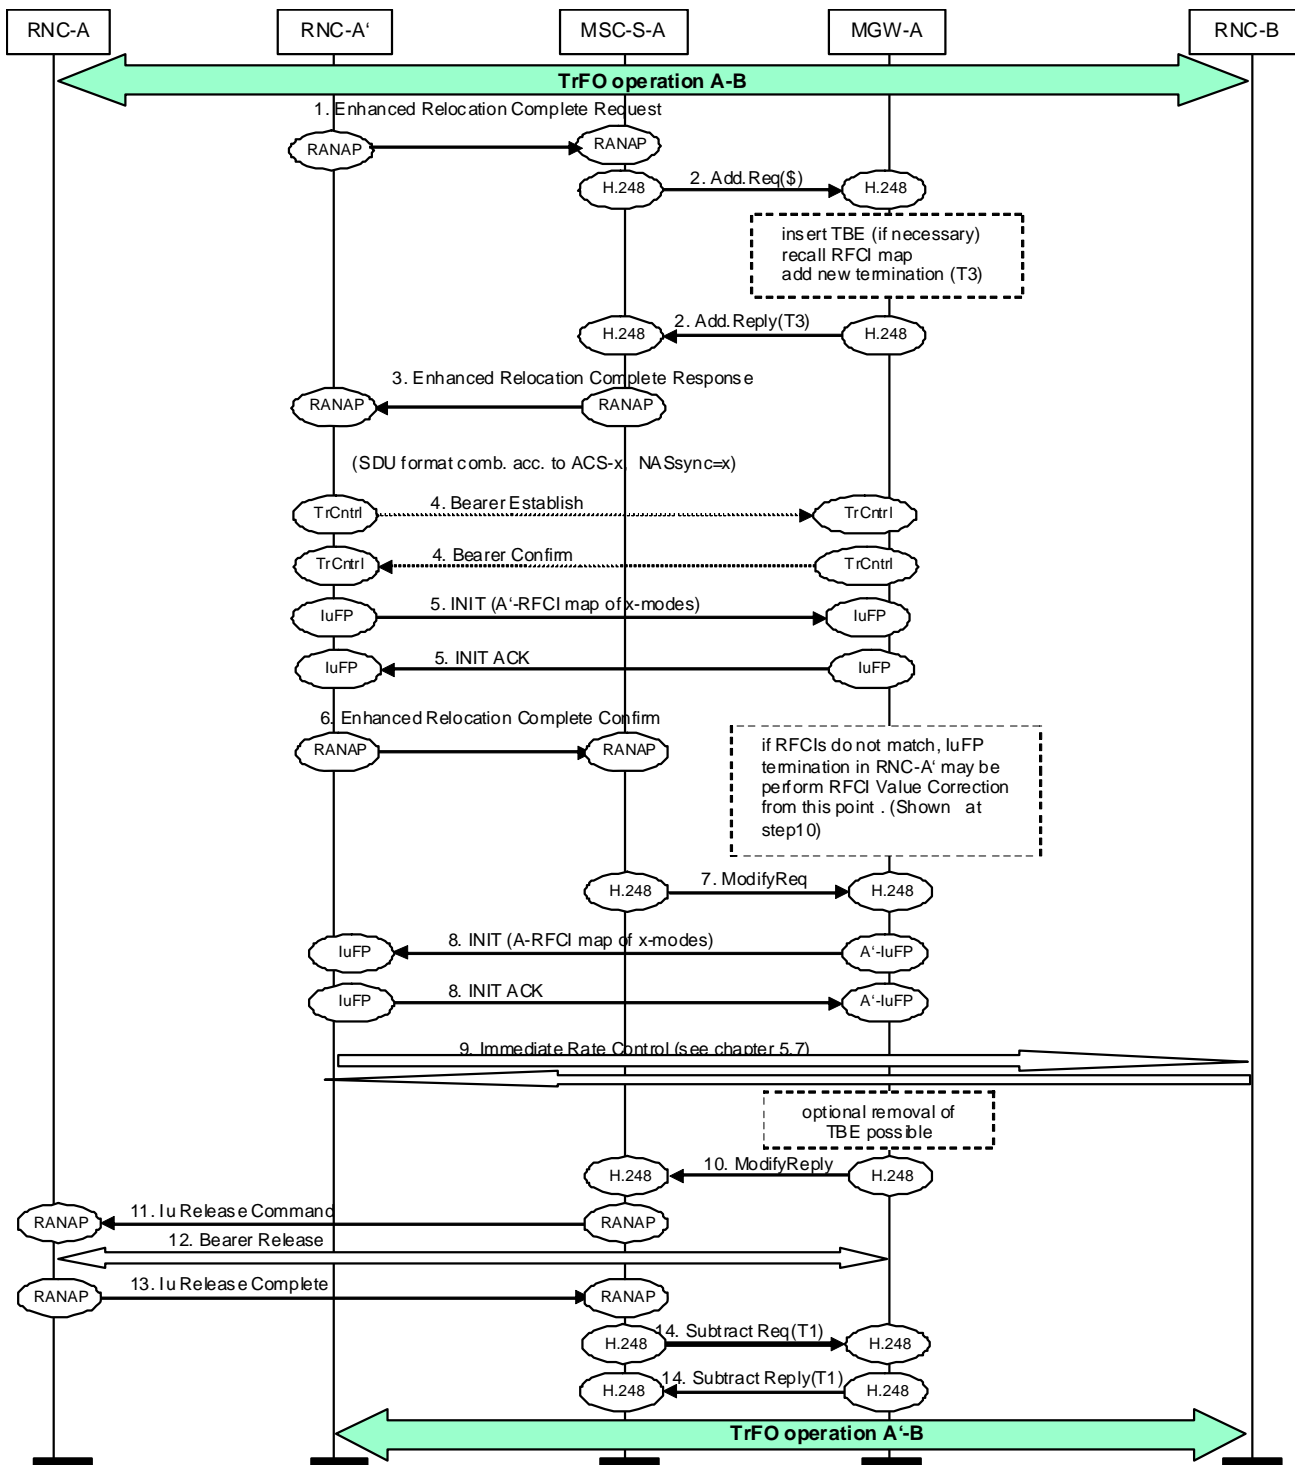 RNC-A
RNC-A‘
MSC-S-A
MGW-A
RNC-B
TrFO operation A-B
1. Enhanced Relocation Complete Request
RANAP
RANAP
H.248
2. Add.Req($)
H.248
insert TBE (if necessary)
recall RFCI map
add new termination (T3)
H.248
2. Add.Reply(T3)
H.248
3. Enhanced Relocation Complete Response
RANAP
RANAP
(SDU format comb. acc. to ACS-x, NASsync=x)
TrCntrl
4. Bearer Establish
TrCntrl
TrCntrl
4. Bearer Confirm
TrCntrl
IuFP
5. INIT (A‘-RFCI map of x-modes)
IuFP
IuFP
5. INIT ACK
IuFP
6. Enhanced Relocation Complete Confirm
RANAP
RANAP
if RFCIs do not match, IuFP
termination in RNC-A‘ may be
perform RFCI Value Correction
from this point . (Shown at
step10)
H.248
7. ModifyReq
H.248
IuFP
8. INIT (A-RFCI map of x-modes)
A‘-IuFP
IuFP
8. INIT ACK
A‘-IuFP
9. Immediate Rate Control (see chapter 5.7)
optional removal of
TBE possible
H.248
10. ModifyReply
H.248
RANAP
11. Iu Release Command
RANAP
12. Bearer Release
RANAP
13. Iu Release Complete
RANAP
H.248
14. Subtract Req(T1)
H.248
H.248
14. Subtract Reply(T1)
H.248
TrFO operation A‘-B